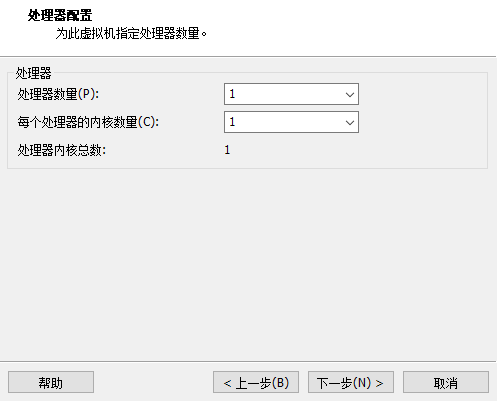 处理器配置
为此虚拟机指定处理器数量。
处理器
处理器数量(P): 1
每个处理器的内核数量(C): 1
处理器内核总数: 1
帮助 < 上一步(B) 下一步(N) > 取消